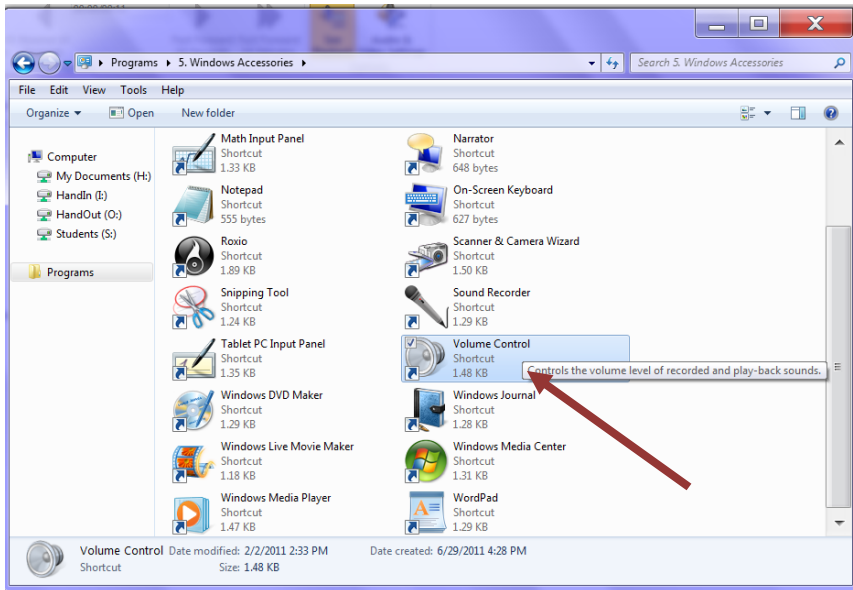 Programs ▸ 5. Windows Accessories ▸
Search 5. Windows Accessories
File Edit View Tools Help
Organize Open New folder
Computer
My Documents (H:)
HandIn (I:)
HandOut (O:)
Students (S:)
Programs
Math Input Panel
Shortcut
1.33 KB
Narrator
Shortcut
648 bytes
Notepad
Shortcut
555 bytes
On-Screen Keyboard
Shortcut
627 bytes
Roxio
Shortcut
1.89 KB
Scanner & Camera Wizard
Shortcut
1.50 KB
Snipping Tool
Shortcut
1.24 KB
Sound Recorder
Shortcut
1.29 KB
Tablet PC Input Panel
Shortcut
1.35 KB
Volume Control
Shortcut
1.48 KB
Controls the volume level of recorded and play-back sounds.
Windows DVD Maker
Shortcut
1.29 KB
Windows Journal
Shortcut
1.28 KB
Windows Live Movie Maker
Shortcut
1.18 KB
Windows Media Center
Shortcut
1.31 KB
Windows Media Player
Shortcut
1.47 KB
WordPad
Shortcut
1.29 KB
Volume Control Date modified: 2/2/2011 2:33 PM Date created: 6/29/2011 4:28 PM
Shortcut Size: 1.48 KB